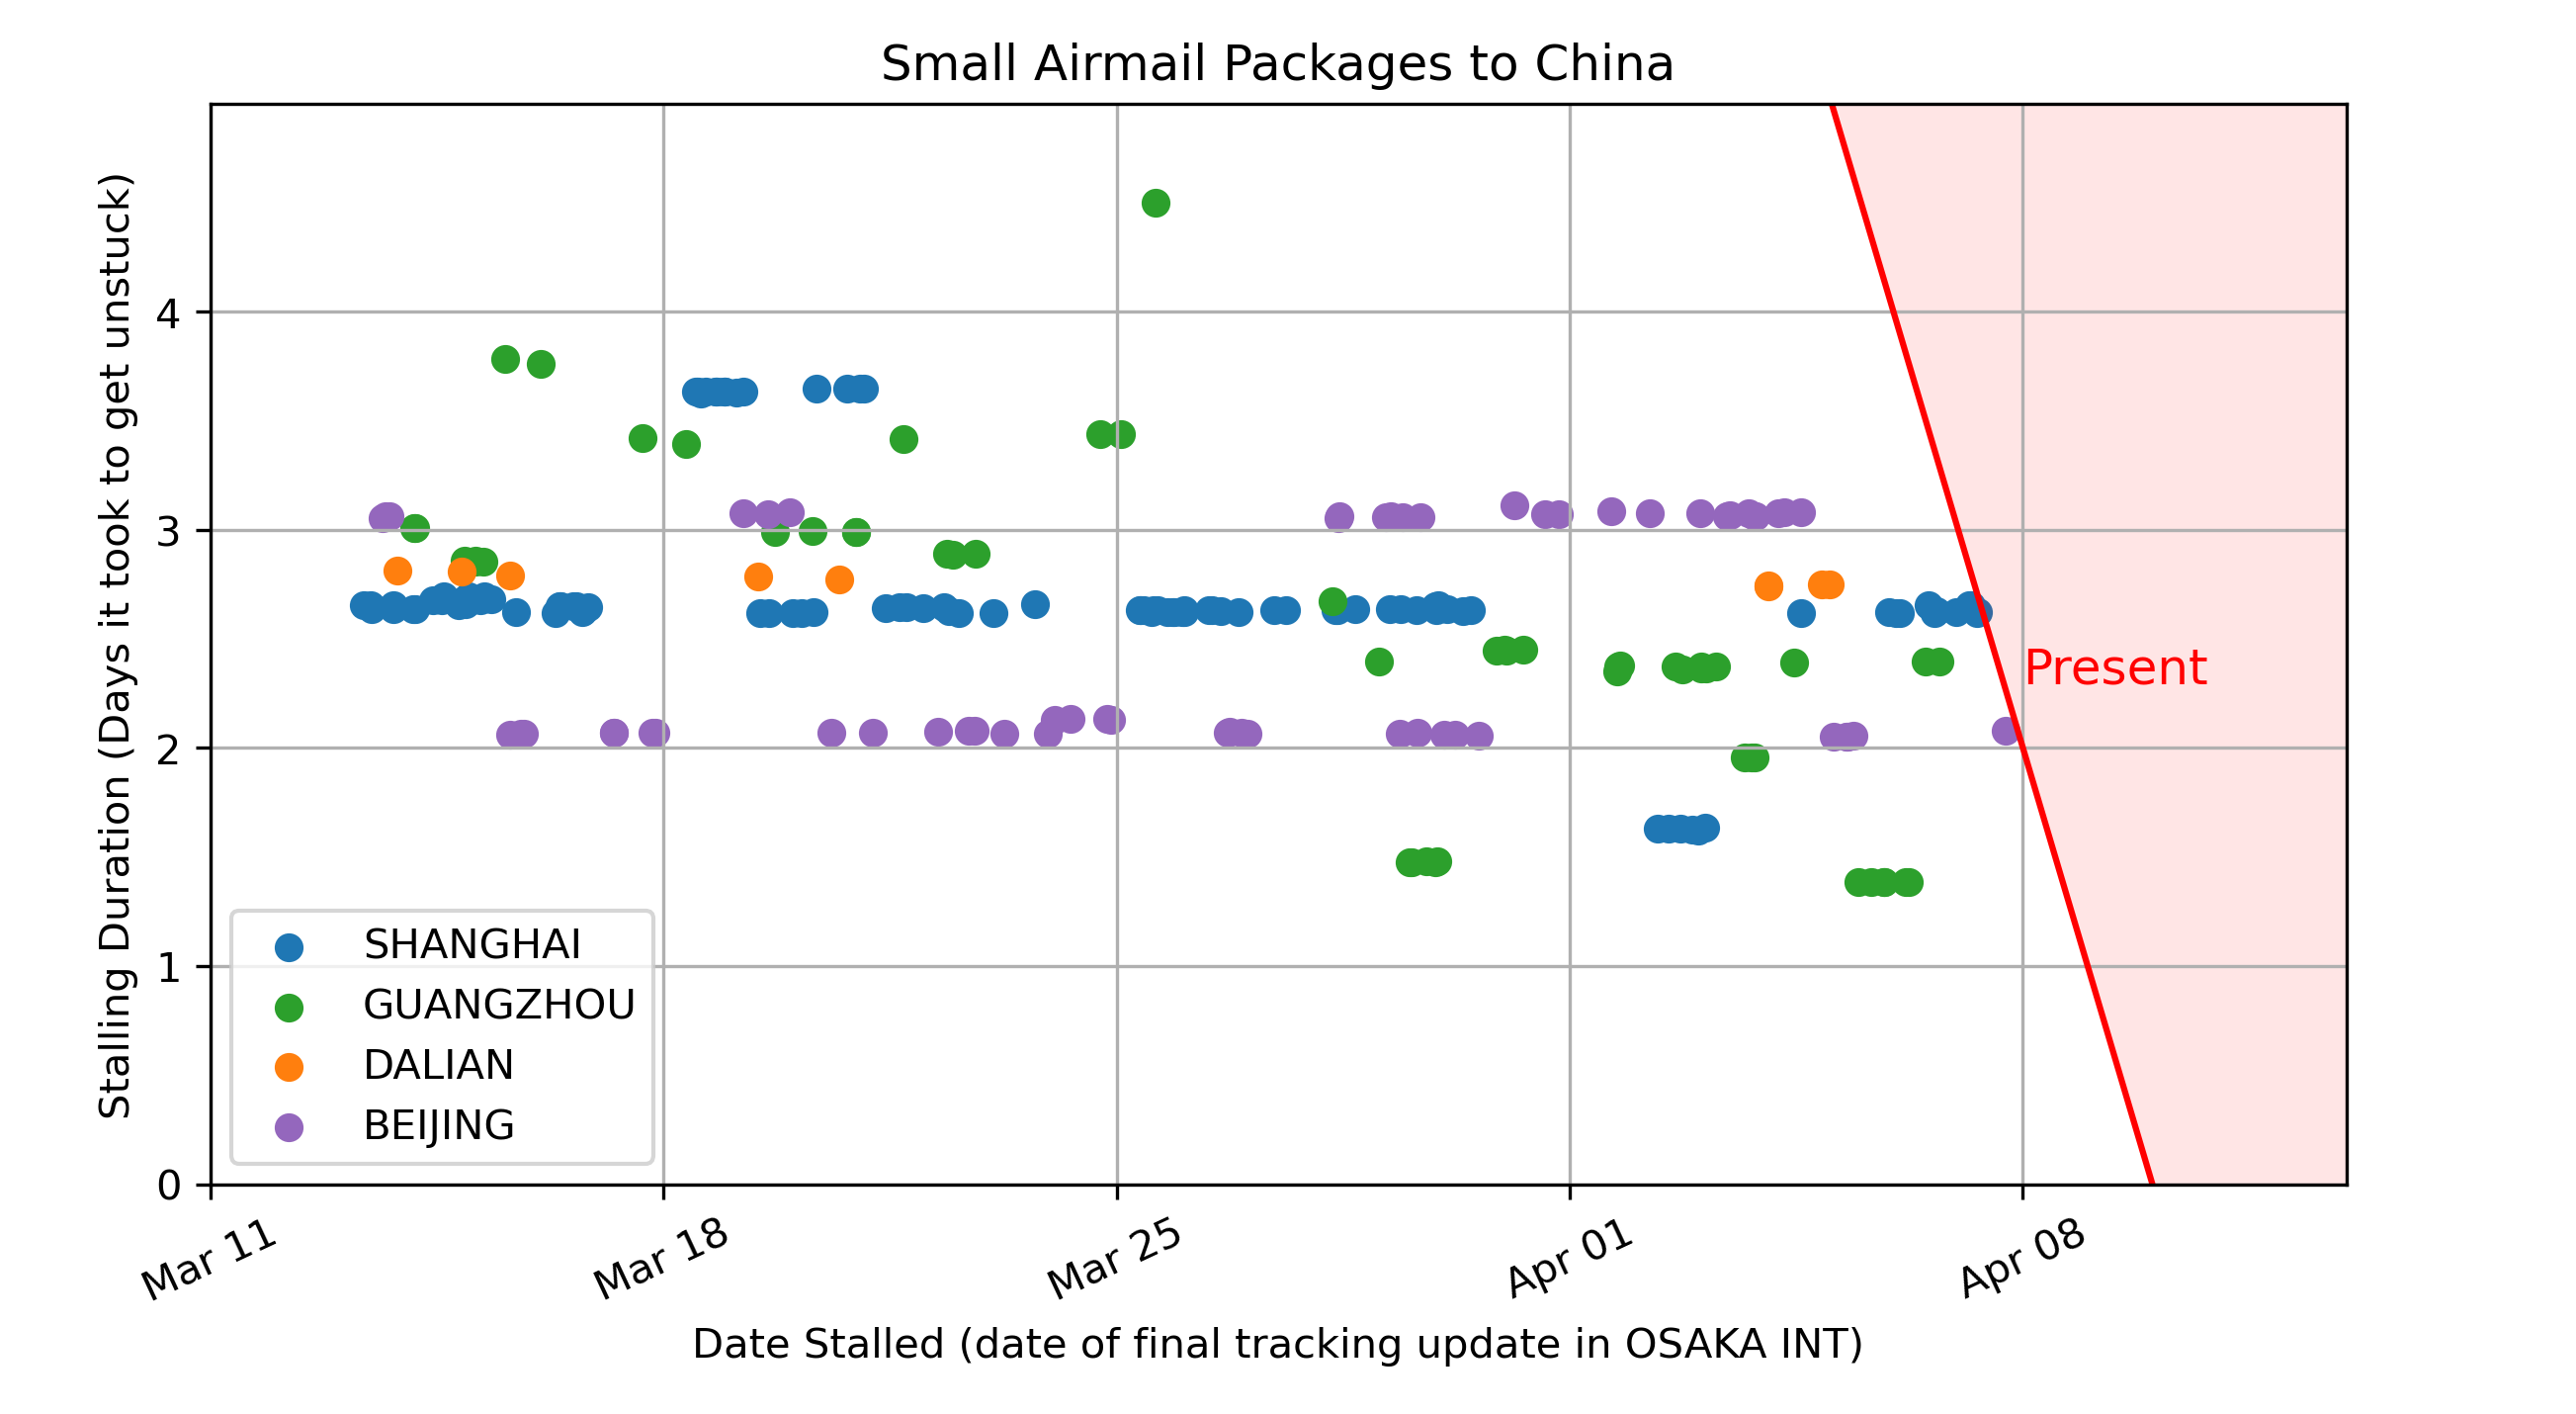 Small Airmail Packages to China
Stalling Duration (Days it took to get unstuck)
4
3
2
1
0
Present
SHANGHAI
GUANGZHOU
DALIAN
BEIJING
Mar 11
Mar 18
Mar 25
Apr 01
Apr 08
Date Stalled (date of final tracking update in OSAKA INT)